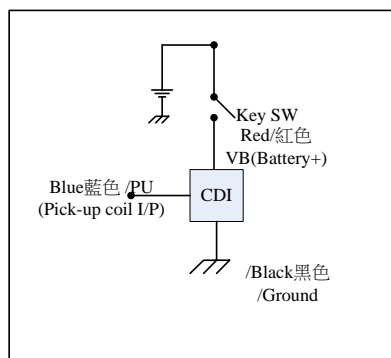 Key SW
Red/紅色
VB(Battery+)
Blue藍色 /PU
(Pick-up coil I/P)
CDI
/Black黑色
/Ground